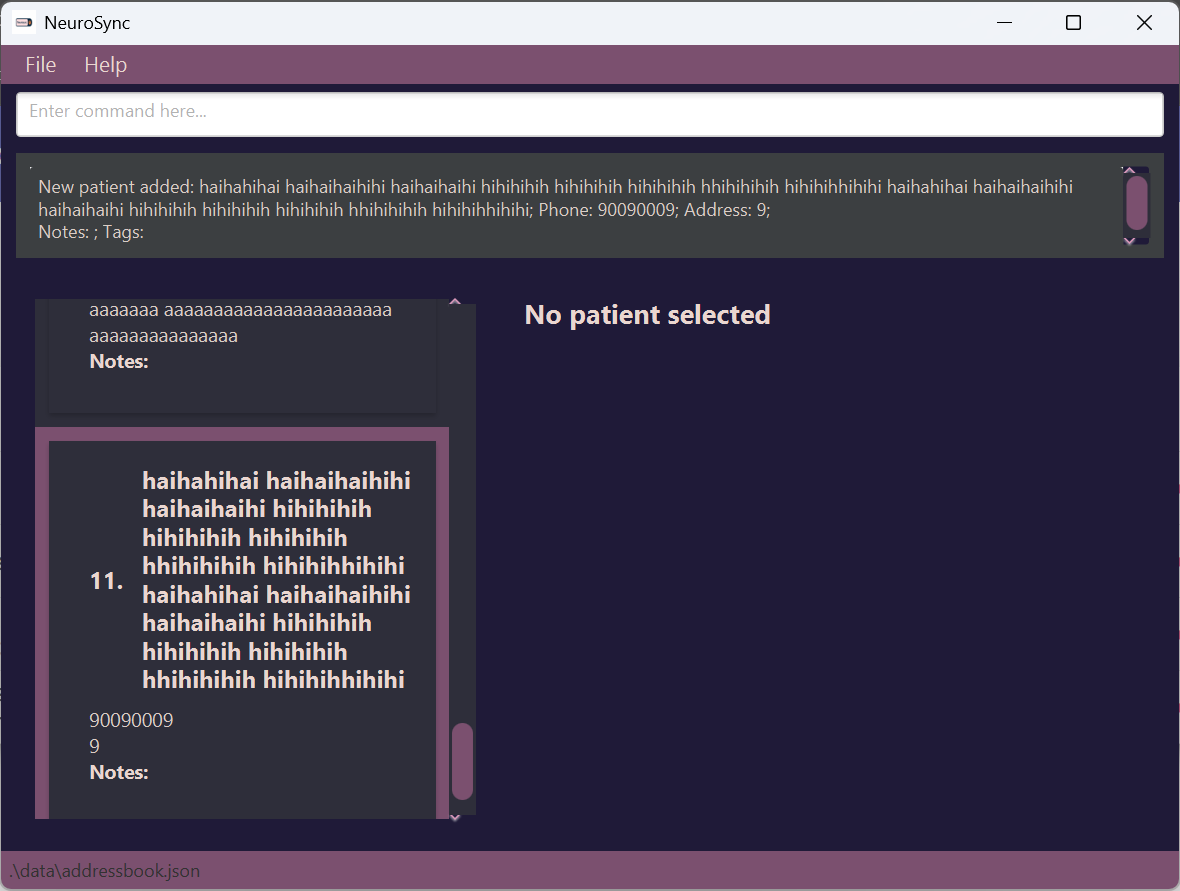 NeuroSync
File Help
Enter command here...
New patient added: haihahihai haihaihaihihi haihaihaihi hihihihih hihihihih hihihihih hhihihihih hihihihhihihi haihahihai haihaihaihihi
haihaihaihi hihihihih hihihihih hihihihih hhihihihih hihihihhihihi; Phone: 90090009; Address: 9;
Notes: ; Tags:
aaaaaaa aaaaaaaaaaaaaaaaaaaaaaa
aaaaaaaaaaaaaaa
Notes:
No patient selected
11.
haihahihai haihaihaihihi
haihaihaihi hihihihih
hihihihih hihihihih
hhihihihih hihihihhihihi
haihahihai haihaihaihihi
haihaihaihi hihihihih
hihihihih hihihihih
hhihihihih hihihihhihihi
90090009
9
Notes:
.\data\addressbook.json